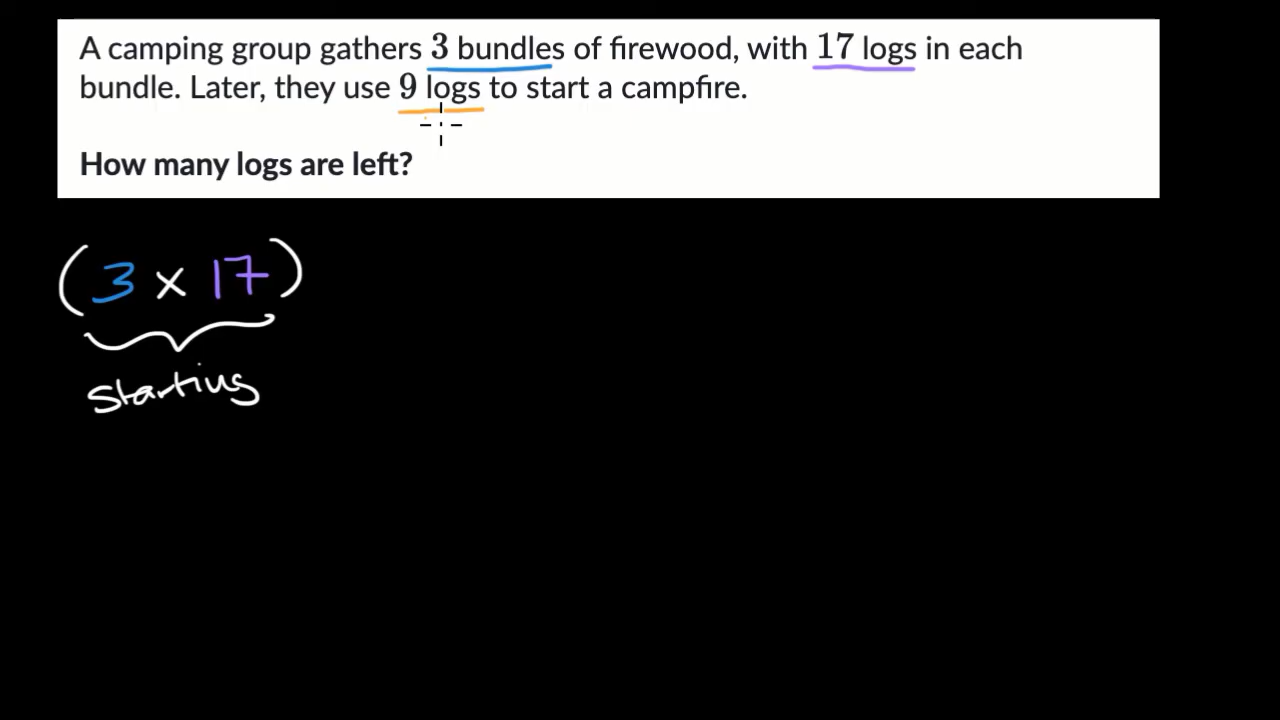 A camping group gathers 3 bundles of firewood, with 17 logs in each
bundle. Later, they use 9 logs to start a campfire.
How many logs are left?
(3 x 17)
starting